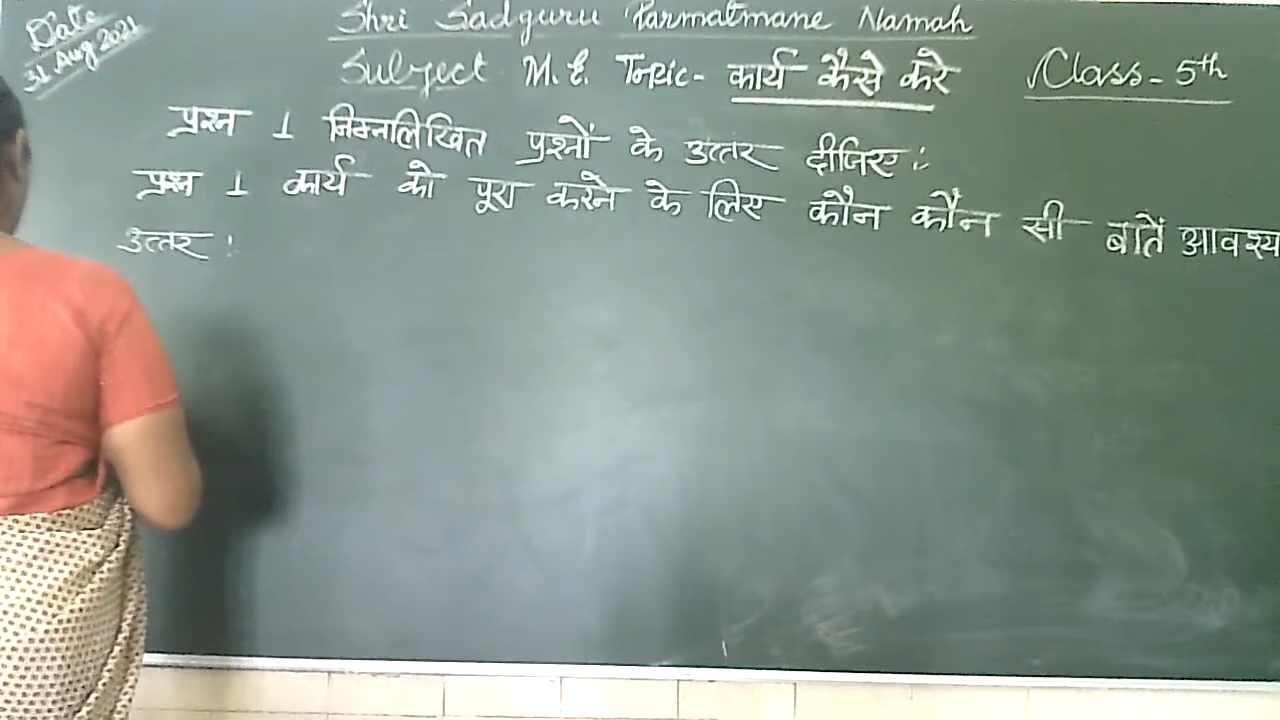 Date
31 Aug 2021
Shri Sadguru Parmatmane Namah
Subject M.E. Topic- कार्य कैसे करे Class-5th
प्रश्न 1 निम्नलिखित प्रश्नों के उत्तर दीजिए :-
प्रश्न 1 कार्य को पूरा करने के लिए कौन कौन सी बातें आवश्य
उत्तर :